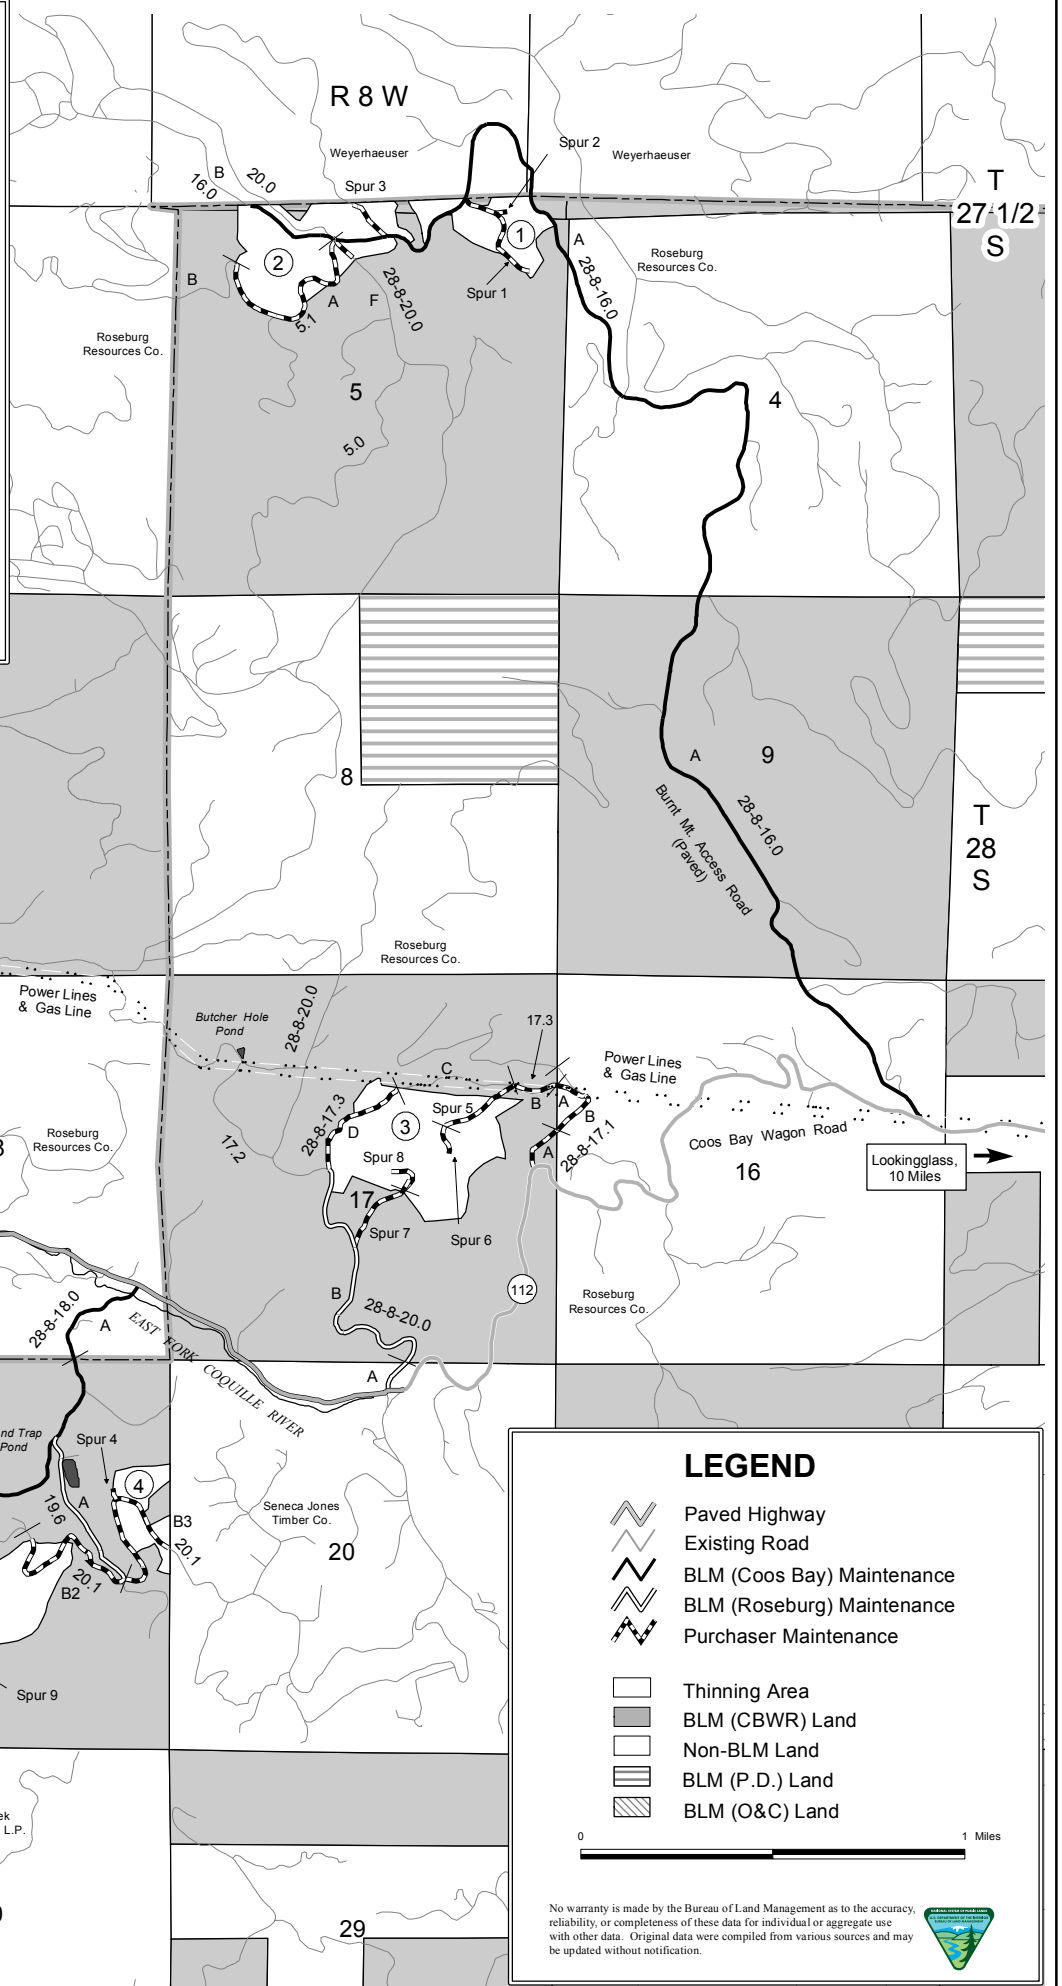 R 8 W
Weyerhaeuser
Spur 2
Weyerhaeuser
B
16.0
20.0
Spur 3
T
27 1/2
S
1
2
A
28-8-16.0
Roseburg
Resources Co.
B
Spur 1
A
F
28-8-20.0
5.1
Roseburg
Resources Co.
5
4
5.0
8
A
9
28-8-16.0
Burnt Mt. Access Road
(Paved)
T
28
S
Roseburg
Resources Co.
Power Lines
& Gas Line
Butcher Hole
Pond
28-8-20.0
17.3
Power Lines
& Gas Line
C
B
A
B
Spur 5
28-8-17.3
D
3
A
28-8-17.1
Coos Bay Wagon Road
Roseburg
Resources Co.
17.2
Spur 8
16
Lookingglass,
10 Miles
17
Spur 7
Spur 6
112
Roseburg
Resources Co.
B
28-8-20.0
28-8-18.0
A
EAST FORK COQUILLE RIVER
A
nd Trap
Pond
Spur 4
4
A
19.6
B3
20.1
20.1
B2
Seneca Jones
Timber Co.
20
Spur 9
ek
L.P.
29
LEGEND
Paved Highway
Existing Road
BLM (Coos Bay) Maintenance
BLM (Roseburg) Maintenance
Purchaser Maintenance
Thinning Area
BLM (CBWR) Land
Non-BLM Land
BLM (P.D.) Land
BLM (O&C) Land
0 1 Miles
No warranty is made by the Bureau of Land Management as to the accuracy,
reliability, or completeness of these data for individual or aggregate use
with other data. Original data were compiled from various sources and may
be updated without notification.